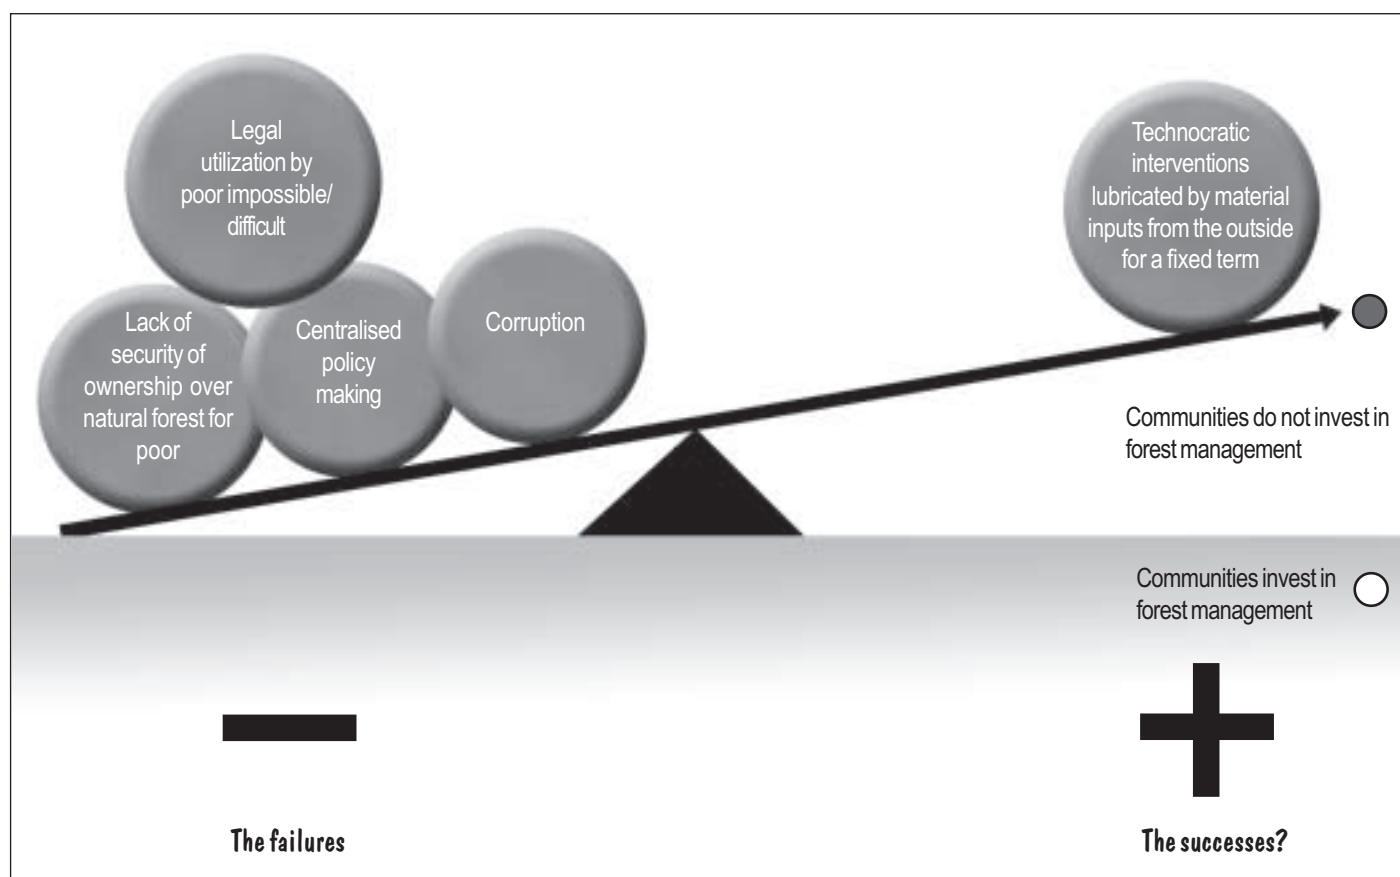 Legal
utilization by
poor impossible/
difficult
Lack of
security of
ownership over
natural forest for
poor
Centralised
policy
making
Corruption
Technocratic
interventions
lubricated by material
inputs from the outside
for a fixed term
Communities do not invest in
forest management
Communities invest in
forest management
The failures
The successes?